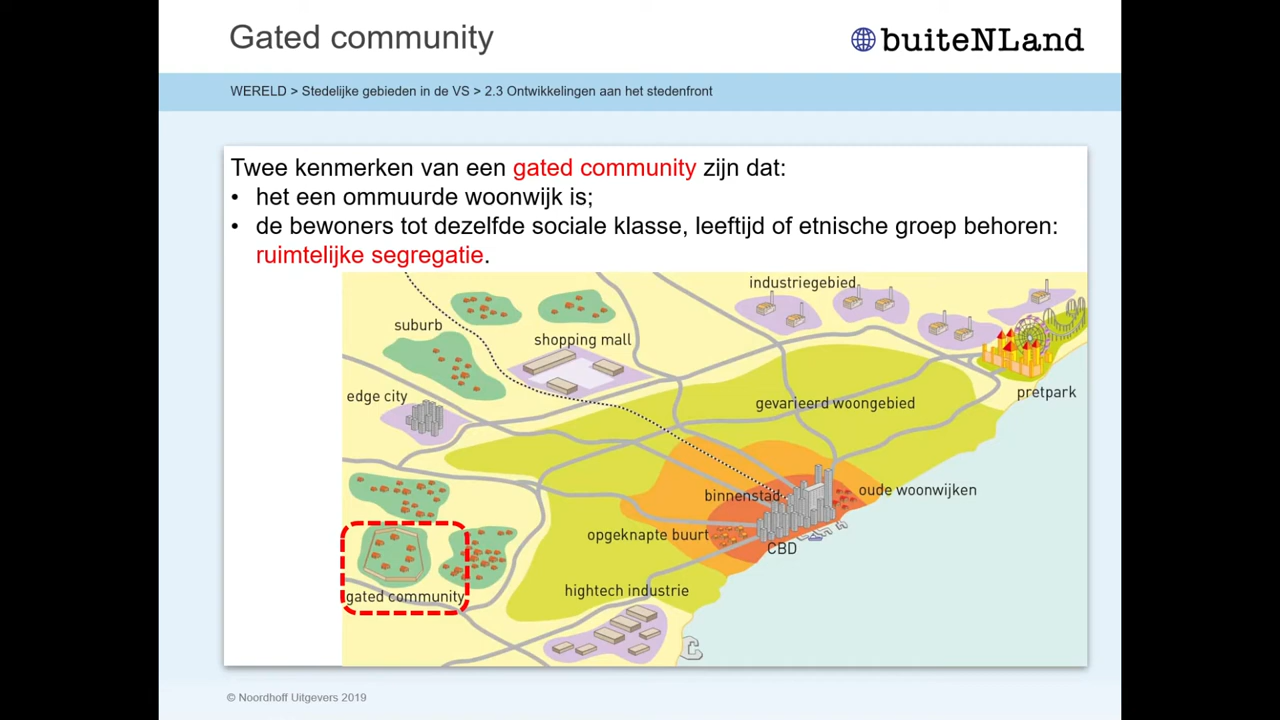 Gated community
buiteNLand
WERELD > Stedelijke gebieden in de VS > 2.3 Ontwikkelingen aan het stedenfront
Twee kenmerken van een gated community zijn dat:
• het een ommuurde woonwijk is;
• de bewoners tot dezelfde sociale klasse, leeftijd of etnische groep behoren:
ruimtelijke segregatie.
industriegebied
suburb
shopping mall
edge city
pretpark
gevarieerd woongebied
binnenstad
oude woonwijken
opgeknapte buurt
CBD
hightech industrie
gated community
© Noordhoff Uitgevers 2019